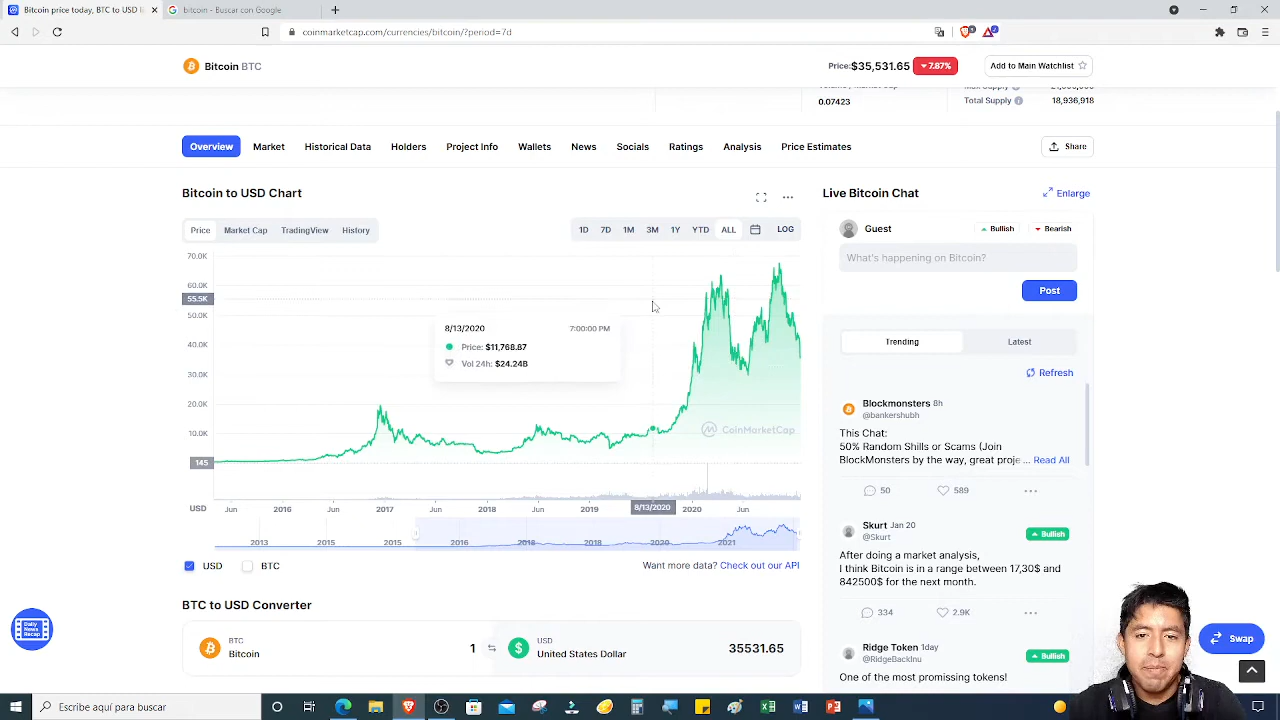 Bitcoin price today, BTC to USD li
bitcoin - Buscar con Google
coinmarketcap.com/currencies/bitcoin/?period=7d
Bitcoin BTC
Price:$35,531.65 7.87% Add to Main Watchlist
0.07423
Total Supply 18,936,918
Overview Market Historical Data Holders Project Info Wallets News Socials Ratings Analysis Price Estimates Share
Bitcoin to USD Chart
Price Market Cap TradingView History
1D 7D 1M 3M 1Y YTD ALL LOG
70.0K
60.0K
55.5K
50.0K
40.0K
30.0K
20.0K
10.0K
145
8/13/2020 7:00:00 PM
Price: $11,768.87
Vol 24h: $24.24B
CoinMarketCap
USD Jun 2016 Jun 2017 Jun 2018 Jun 2019 8/13/2020 2020 Jun
2013 2015 2015 2016 2018 2018 2020 2021
USD BTC Want more data? Check out our API
BTC to USD Converter
BTC
Bitcoin 1
USD
United States Dollar 35531.65
Live Bitcoin Chat Enlarge
Guest Bullish Bearish
What's happening on Bitcoin?
Post
Trending Latest
Refresh
Blockmonsters 8h
@bankershubh
This Chat:
50% Random Shills or Scams (Join
BlockMonsters by the way, great proje ... Read All
50 589
Skurt Jan 20 Bullish
@Skurt
After doing a market analysis,
I think Bitcoin is in a range between 17,30$ and
842500$ for the next month.
334 2.9K
Ridge Token 1day Bullish
@RidgeBackInu
One of the most promising tokens!
Daily
News
Recap
Swap
Escribe aquí para buscar